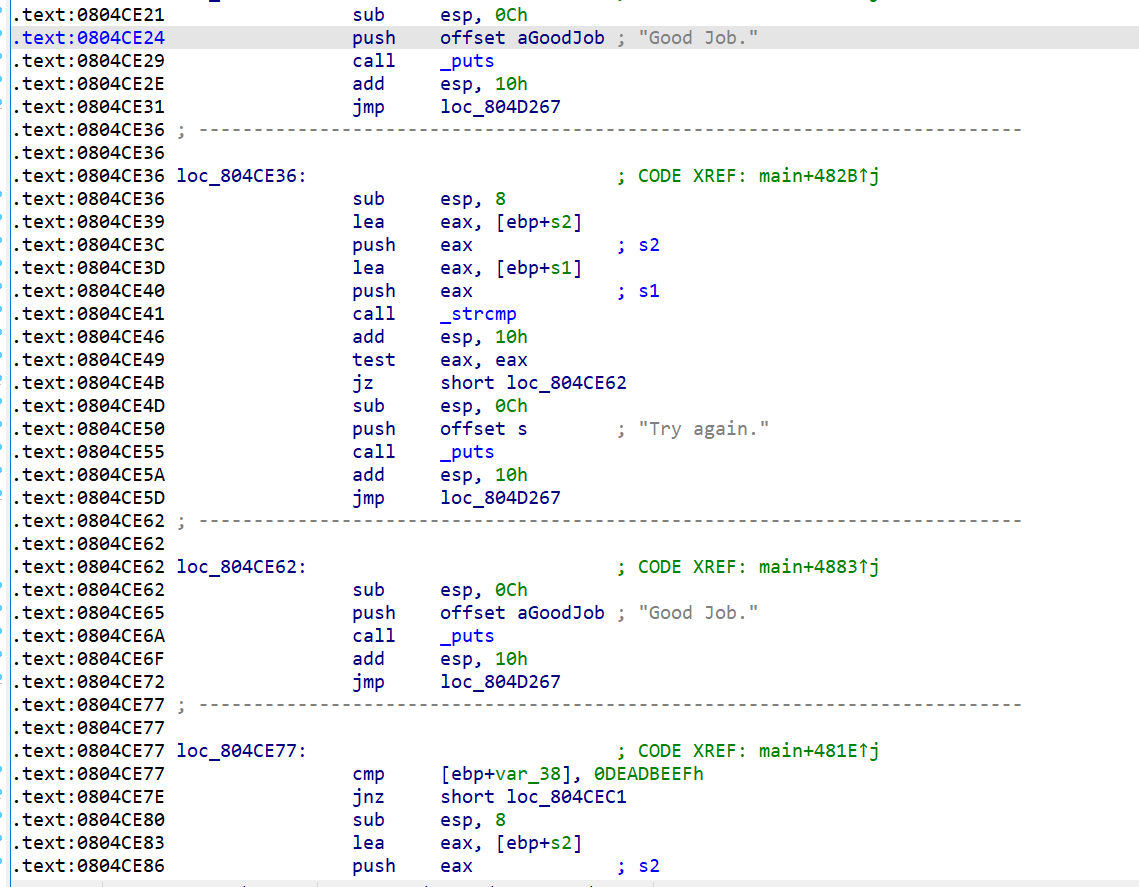 .text:0804CE21 sub esp, 0Ch
.text:0804CE24 push offset aGoodJob ; "Good Job."
.text:0804CE29 call _puts
.text:0804CE2E add esp, 10h
.text:0804CE31 jmp loc_804D267
.text:0804CE36 ; ---------------------------------------------------------------------------
.text:0804CE36
.text:0804CE36 loc_804CE36: ; CODE XREF: main+482B↑j
.text:0804CE36 sub esp, 8
.text:0804CE39 lea eax, [ebp+s2]
.text:0804CE3C push eax ; s2
.text:0804CE3D lea eax, [ebp+s1]
.text:0804CE40 push eax ; s1
.text:0804CE41 call _strcmp
.text:0804CE46 add esp, 10h
.text:0804CE49 test eax, eax
.text:0804CE4B jz short loc_804CE62
.text:0804CE4D sub esp, 0Ch
.text:0804CE50 push offset s ; "Try again."
.text:0804CE55 call _puts
.text:0804CE5A add esp, 10h
.text:0804CE5D jmp loc_804D267
.text:0804CE62 ; ---------------------------------------------------------------------------
.text:0804CE62
.text:0804CE62 loc_804CE62: ; CODE XREF: main+4883↑j
.text:0804CE62 sub esp, 0Ch
.text:0804CE65 push offset aGoodJob ; "Good Job."
.text:0804CE6A call _puts
.text:0804CE6F add esp, 10h
.text:0804CE72 jmp loc_804D267
.text:0804CE77 ; ---------------------------------------------------------------------------
.text:0804CE77
.text:0804CE77 loc_804CE77: ; CODE XREF: main+481E↑j
.text:0804CE77 cmp [ebp+var_38], 0DEADBEEFh
.text:0804CE7E jnz short loc_804CEC1
.text:0804CE80 sub esp, 8
.text:0804CE83 lea eax, [ebp+s2]
.text:0804CE86 push eax ; s2